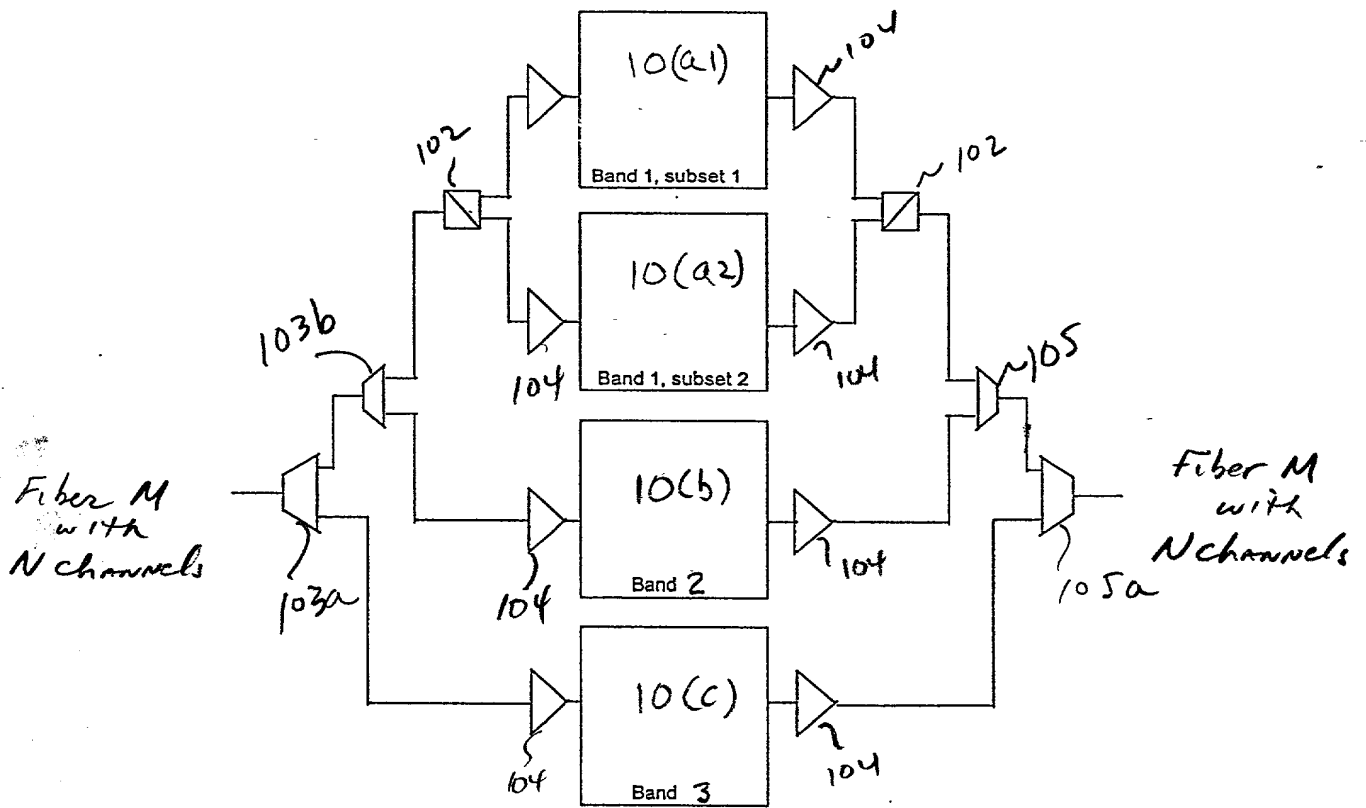 10(a1)
~104
102
~102
Band 1, subset 1
10(a2)
103b
~105
104
Band 1, subset 2
104
Fiber M
with
N channels
10(b)
Fiber M
with
N channels
103a
104
Band 2
104
105a
10(c)
104
Band 3
104